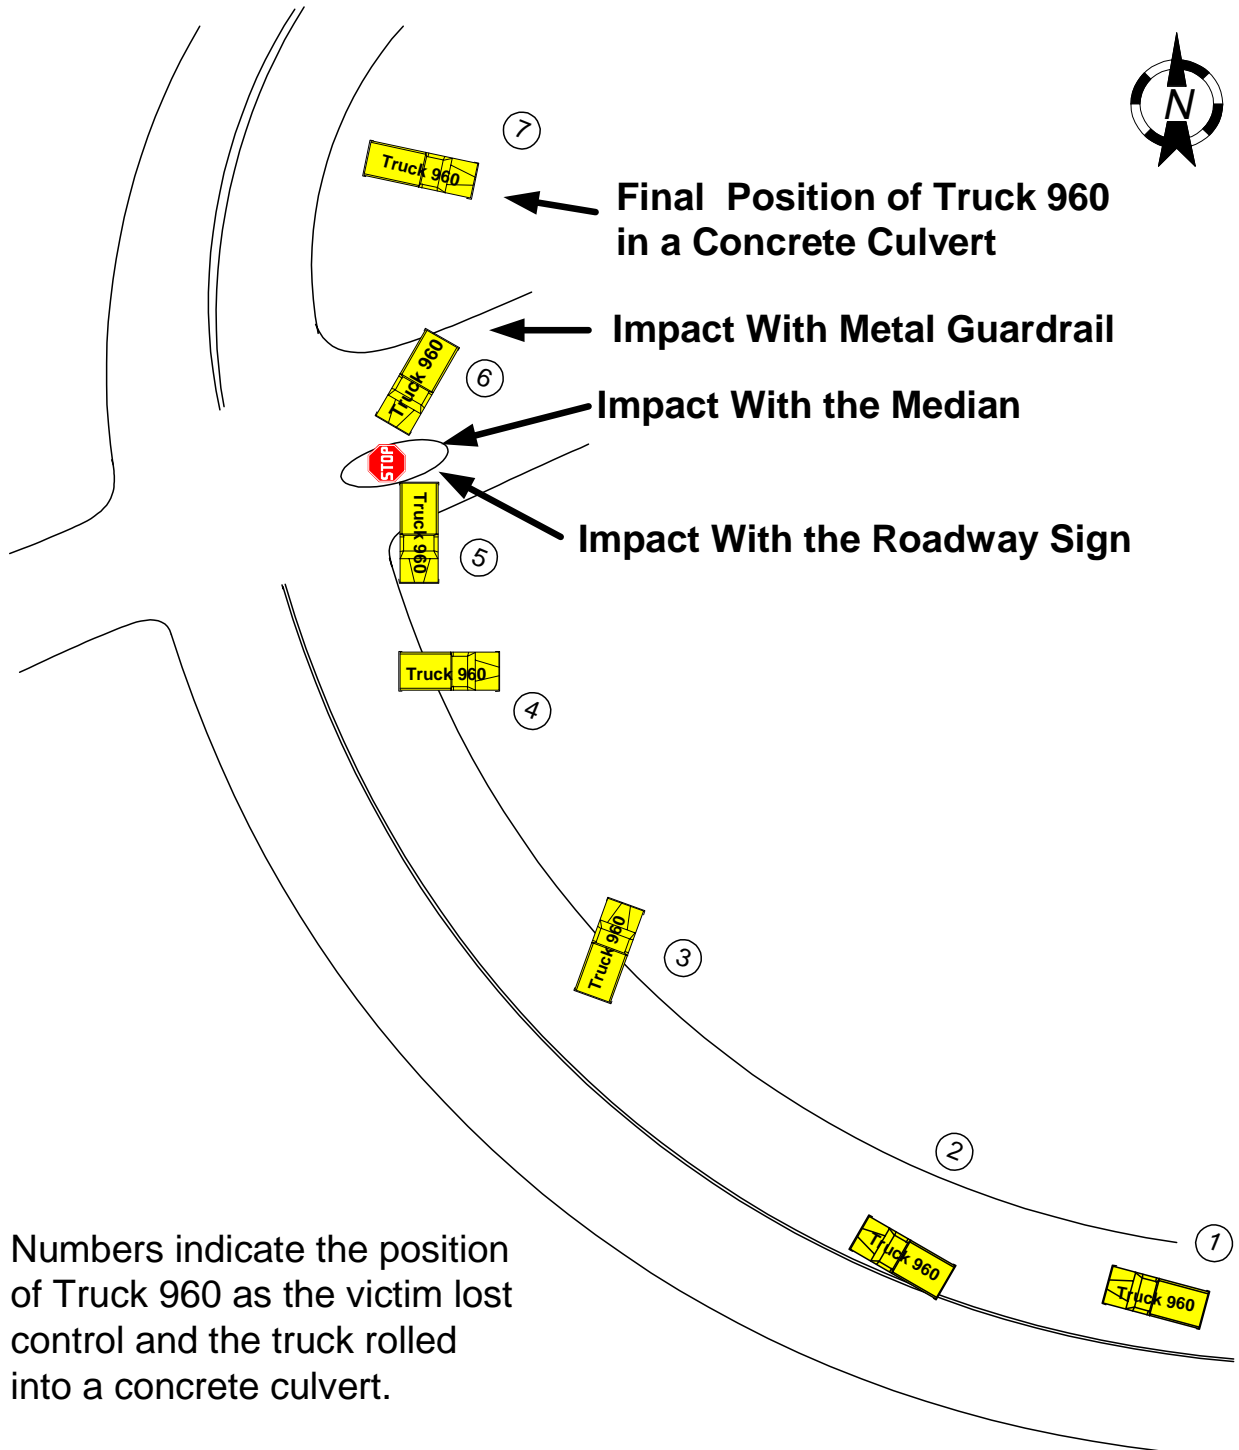 N
7
Truck 960
Final Position of Truck 960
in a Concrete Culvert
Impact With Metal Guardrail
Truck 960
6
Impact With the Median
STOP
Truck 960
5
Impact With the Roadway Sign
Truck 960
4
Truck 960
3
2
Truck 960
1
Truck 960
Numbers indicate the position
of Truck 960 as the victim lost
control and the truck rolled
into a concrete culvert.